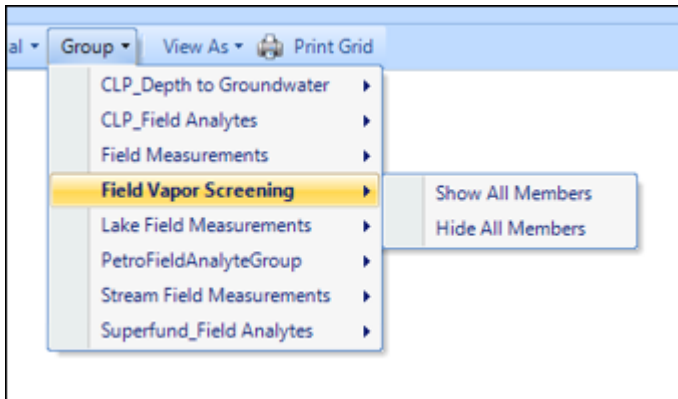 al Group View As Print Grid
CLP_Depth to Groundwater
CLP_Field Analytes
Field Measurements
Field Vapor Screening
Show All Members
Lake Field Measurements
Hide All Members
PetroFieldAnalyteGroup
Stream Field Measurements
Superfund_Field Analytes